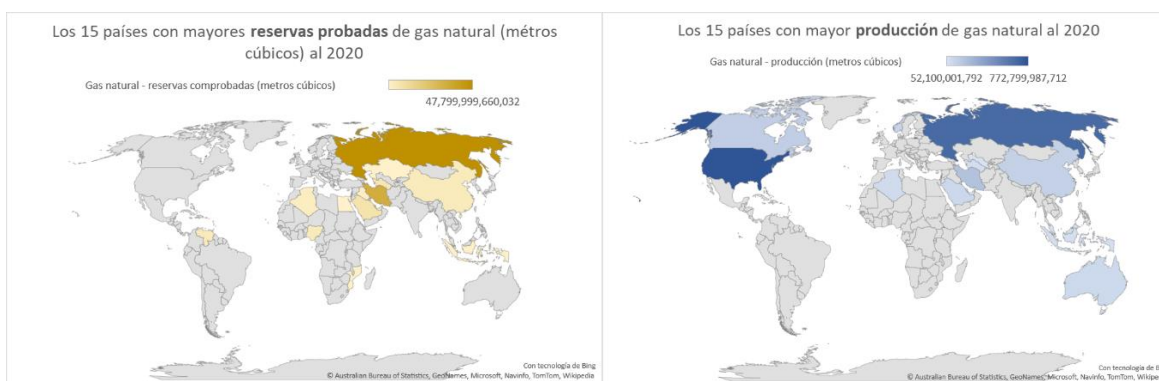 Los 15 países con mayores reservas probadas de gas natural (métros
cúbicos) al 2020
Gas natural - reservas comprobadas (metros cúbicos)
47,799,999,660,032
Con tecnología de Bing
© Australian Bureau of Statistics, GeoNames, Microsoft, Navinfo, TomTom, Wikipedia
Los 15 países con mayor producción de gas natural al 2020
Gas natural - producción (metros cúbicos)
52,100,001,792 772,799,987,712
Con tecnología de B
© Australian Bureau of Statistics, GeoNames, Microsoft, Navinfo, TomTom, Wikipedia